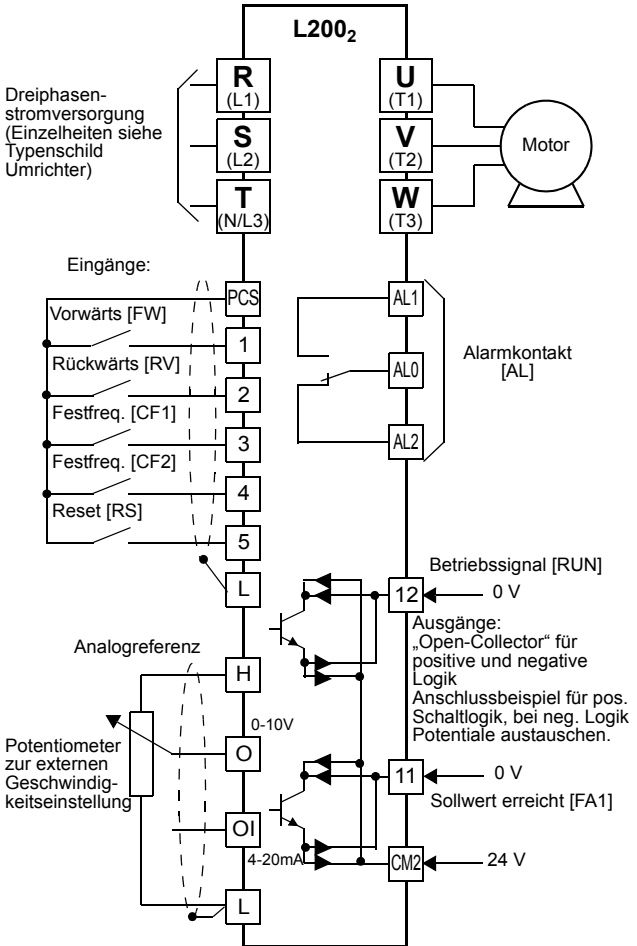 L200₂
Dreiphasen-
stromversorgung
(Einzelheiten siehe
Typenschild
Umrichter)
R
(L1)
S
(L2)
T
(N/L3)
U
(T1)
V
(T2)
W
(T3)
Motor
Eingänge:
PCS
Vorwärts [FW]
1
Rückwärts [RV]
2
Festfreq. [CF1]
3
Festfreq. [CF2]
4
Reset [RS]
5
L
AL1
AL0
AL2
Alarmkontakt
[AL]
Betriebssignal [RUN]
12
0 V
Ausgänge:
„Open-Collector“ für
positive und negative
Logik
Anschlussbeispiel für pos.
Schaltlogik, bei neg. Logik
Potentiale austauschen.
11
0 V
Sollwert erreicht [FA1]
CM2
24 V
Analogreferenz
H
0-10V
O
Potentiometer
zur externen
Geschwindig-
keitseinstellung
OI
4-20mA
L